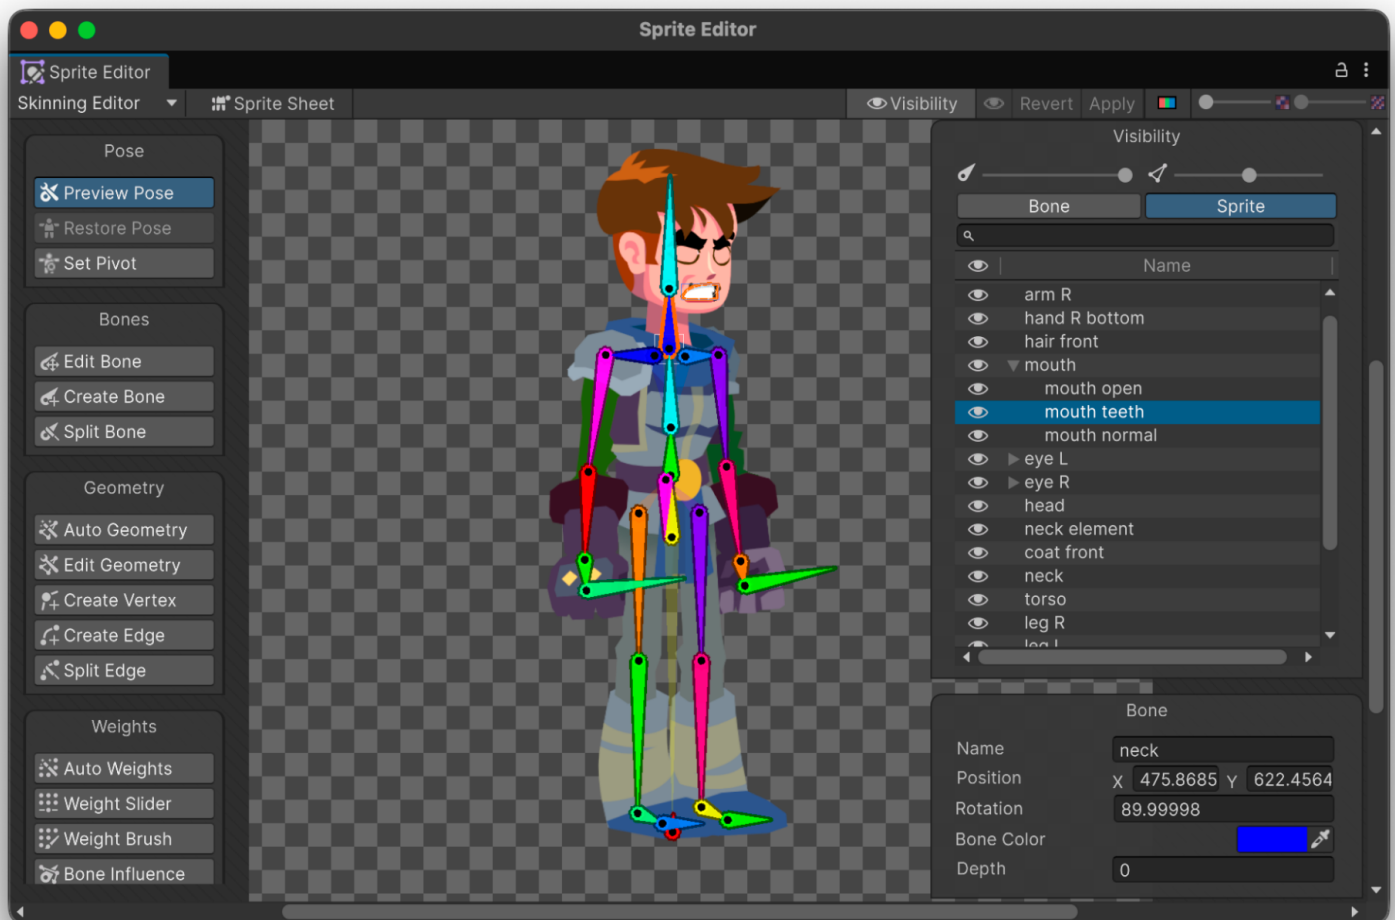 Sprite Editor
Sprite Editor
Skinning Editor
Sprite Sheet
Visibility
Revert
Apply
Pose
Preview Pose
Restore Pose
Set Pivot
Bones
Edit Bone
Create Bone
Split Bone
Geometry
Auto Geometry
Edit Geometry
Create Vertex
Create Edge
Split Edge
Weights
Auto Weights
Weight Slider
Weight Brush
Bone Influence
Visibility
Bone
Sprite
Name
arm R
hand R bottom
hair front
mouth
mouth open
mouth teeth
mouth normal
eye L
eye R
head
neck element
coat front
neck
torso
leg R
leg L
Bone
Name neck
Position X 475.8685 Y 622.4564
Rotation 89.99998
Bone Color
Depth 0